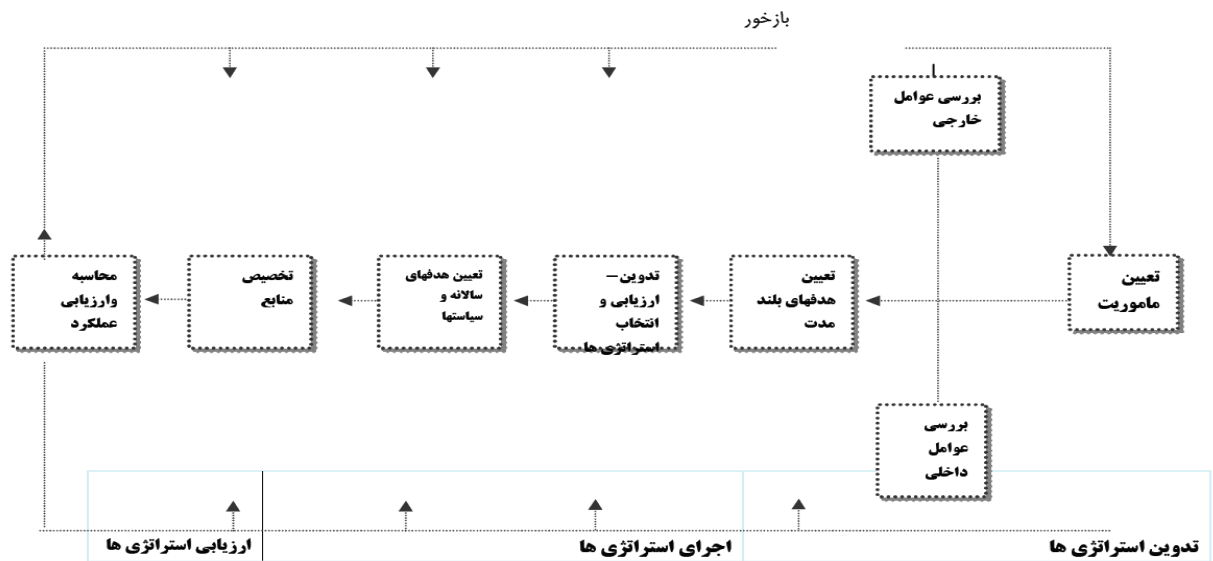 بازخور
بررسی عوامل
خارجی
تعیین
ماموریت
تعیین
هدفهای بلند
مدت
تدوین–
ارزیابی و
انتخاب
استراتژی ها
تعیین هدفهای
سالانه و
سیاستها
تخصیص
منابع
محاسبه
وارزیابی
عملکرد
بررسی
عوامل
داخلی
تدوین استراتژی ها
اجرای استراتژی ها
ارزیابی استراتژی ها